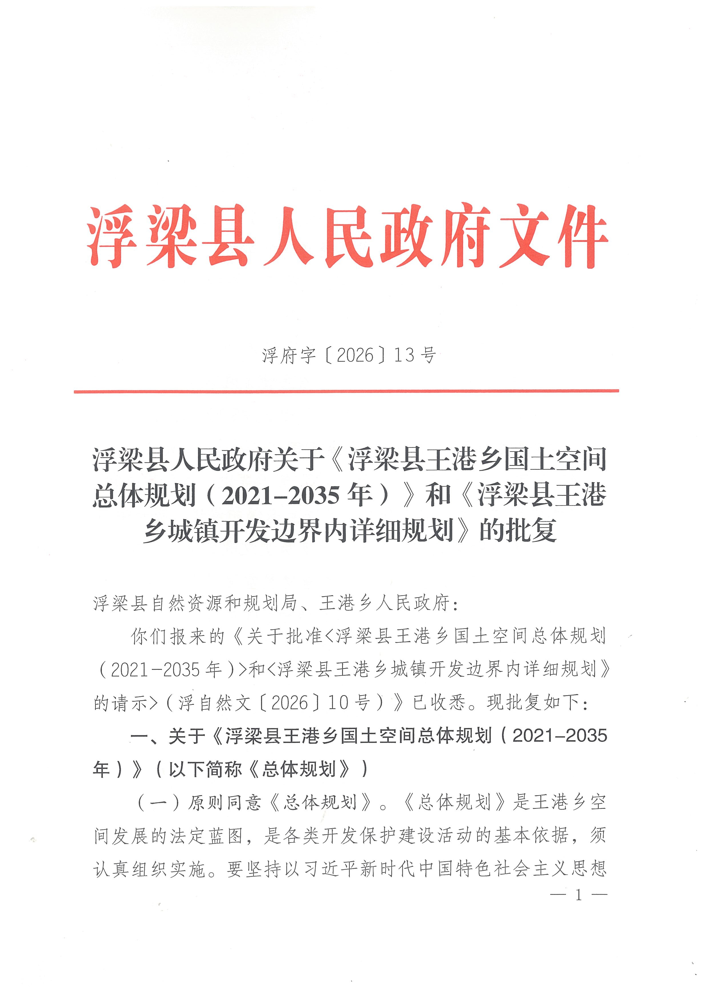 浮梁县人民政府文件
浮府字〔2026〕13号
浮梁县人民政府关于《浮梁县王港乡国土空间
总体规划（2021-2035年）》和《浮梁县王港
乡城镇开发边界内详细规划》的批复
浮梁县自然资源和规划局、王港乡人民政府：
你们报来的《关于批准<浮梁县王港乡国土空间总体规划
（2021-2035年)>和<浮梁县王港乡城镇开发边界内详细规划》
的请示>（浮自然文〔2026〕10号）》已收悉。现批复如下：
一、关于《浮梁县王港乡国土空间总体规划（2021-2035
年）》（以下简称《总体规划》）
（一）原则同意《总体规划》。《总体规划》是王港乡空
间发展的法定蓝图，是各类开发保护建设活动的基本依据，须
认真组织实施。要坚持以习近平新时代中国特色社会主义思想
— 1 —